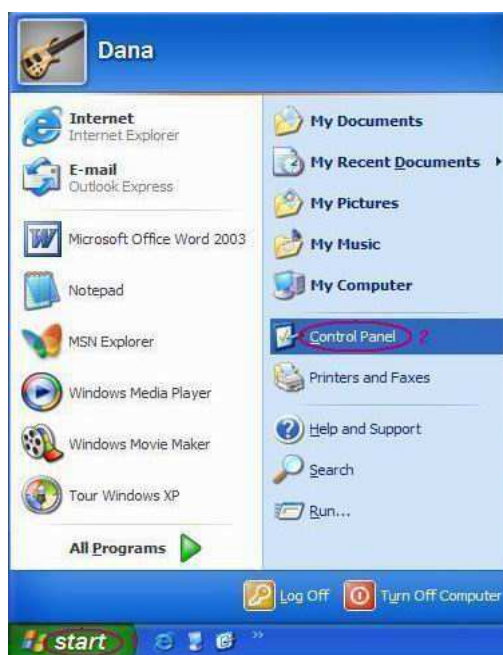 Dana
Internet
Internet Explorer
E-mail
Outlook Express
Microsoft Office Word 2003
Notepad
MSN Explorer
Windows Media Player
Windows Movie Maker
Tour Windows XP
All Programs
My Documents
My Recent Documents
My Pictures
My Music
My Computer
Control Panel 2
Printers and Faxes
Help and Support
Search
Run...
Log Off
Turn Off Computer
start